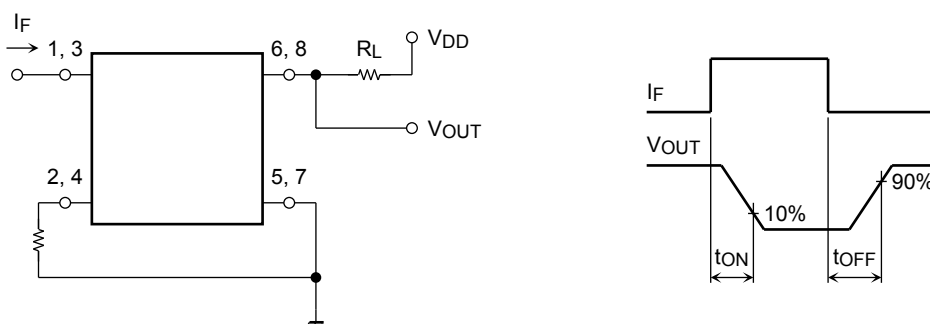 IF
1, 3
6, 8
RL
VDD
VOUT
2, 4
5, 7
IF
VOUT
10%
90%
tON
tOFF